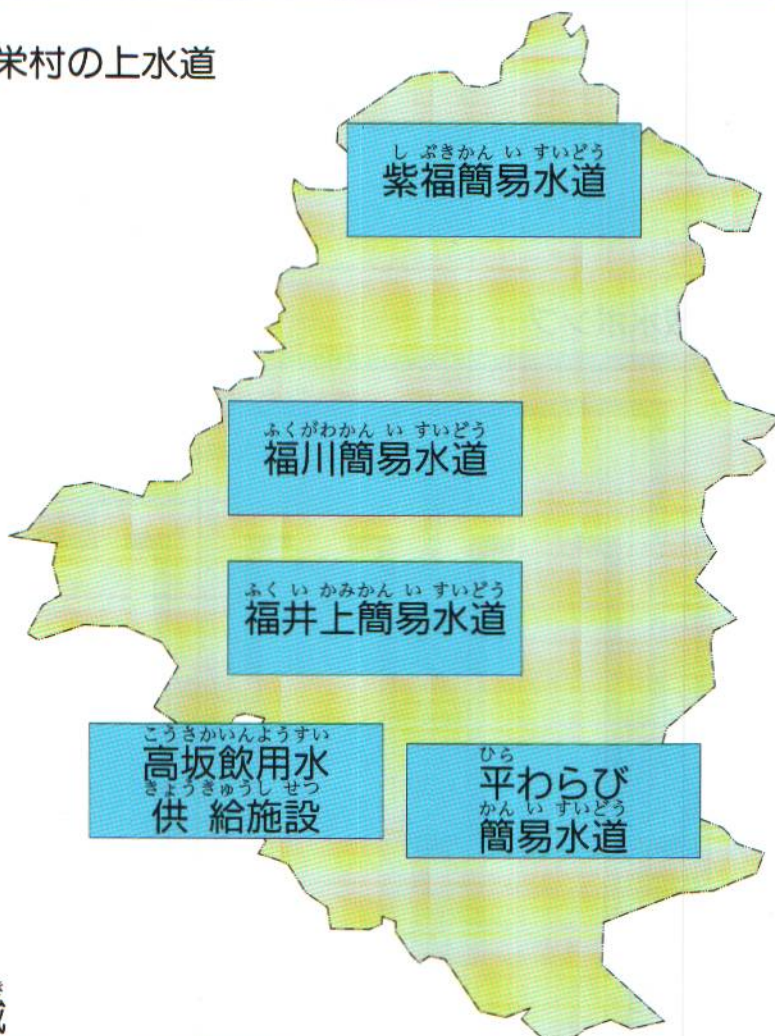 栄村の上水道
しぶきかんいすいどう
紫福簡易水道
ふくがわかんいすいどう
福川簡易水道
ふくいかみかんいすいどう
福井上簡易水道
こうさかいんようすい
高坂飲用水
きょうきゅうしせつ
供給施設
ひら
平わらび
かんいすいどう
簡易水道